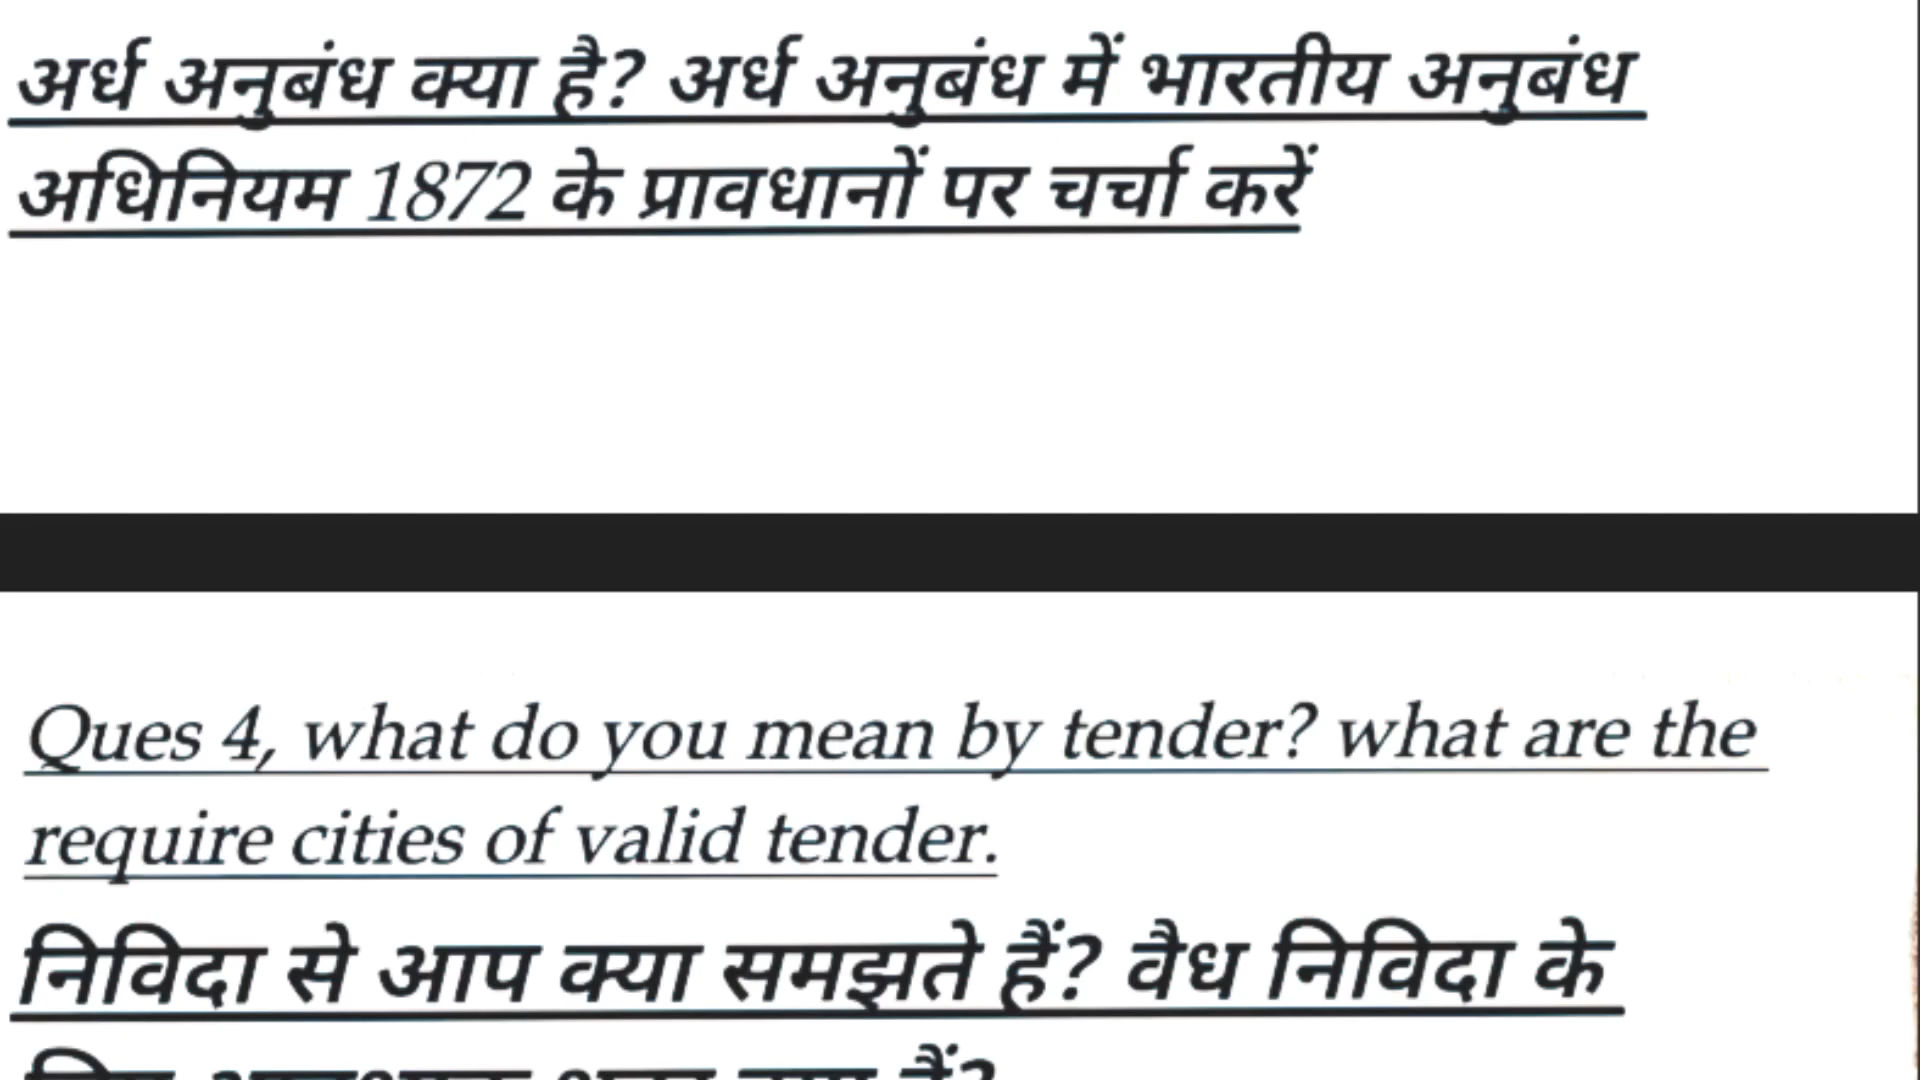 अर्ध अनुबंध क्या है? अर्ध अनुबंध में भारतीय अनुबंध
अधिनियम 1872 के प्रावधानों पर चर्चा करें
Ques 4, what do you mean by tender? what are the
require cities of valid tender.
निविदा से आप क्या समझते हैं? वैध निविदा के
हैं?